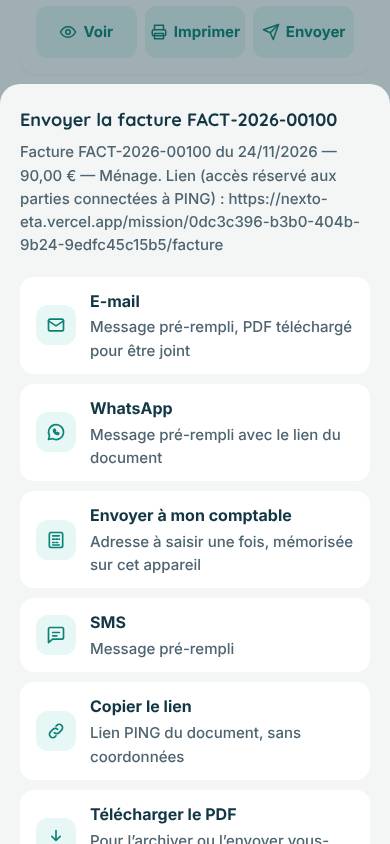 Voir
Imprimer
Envoyer
Envoyer la facture FACT-2026-00100
Facture FACT-2026-00100 du 24/11/2026 —
90,00 € — Ménage. Lien (accès réservé aux
parties connectées à PING) : https://nexto-
eta.vercel.app/mission/0dc3c396-b3b0-404b-
9b24-9edfc45c15b5/facture
E-mail
Message pré-rempli, PDF téléchargé
pour être joint
WhatsApp
Message pré-rempli avec le lien du
document
Envoyer à mon comptable
Adresse à saisir une fois, mémorisée
sur cet appareil
SMS
Message pré-rempli
Copier le lien
Lien PING du document, sans
coordonnées
Télécharger le PDF
Pour l'archiver ou l'envoyer vous-